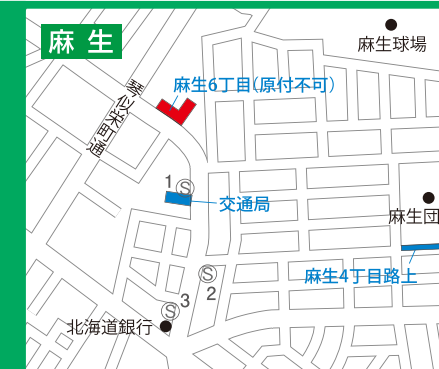 麻生
麻生球場
麻生6丁目(原付不可)
琴似栄町通
1
S
交通局
麻生団
麻生4丁目路上
S
2
3
S
北海道銀行